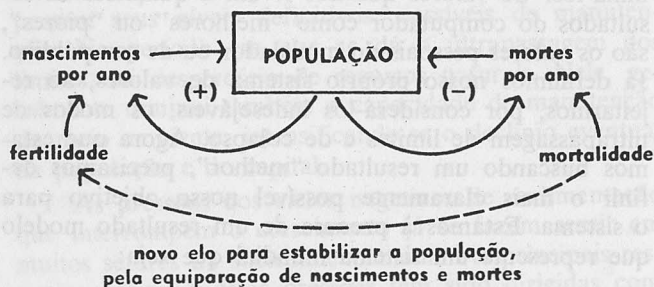 nascimentos
por ano
(+)
POPULAÇÃO
(−)
mortes
por ano
fertilidade
mortalidade
novo elo para estabilizar a população,
pela equiparação de nascimentos e mortes